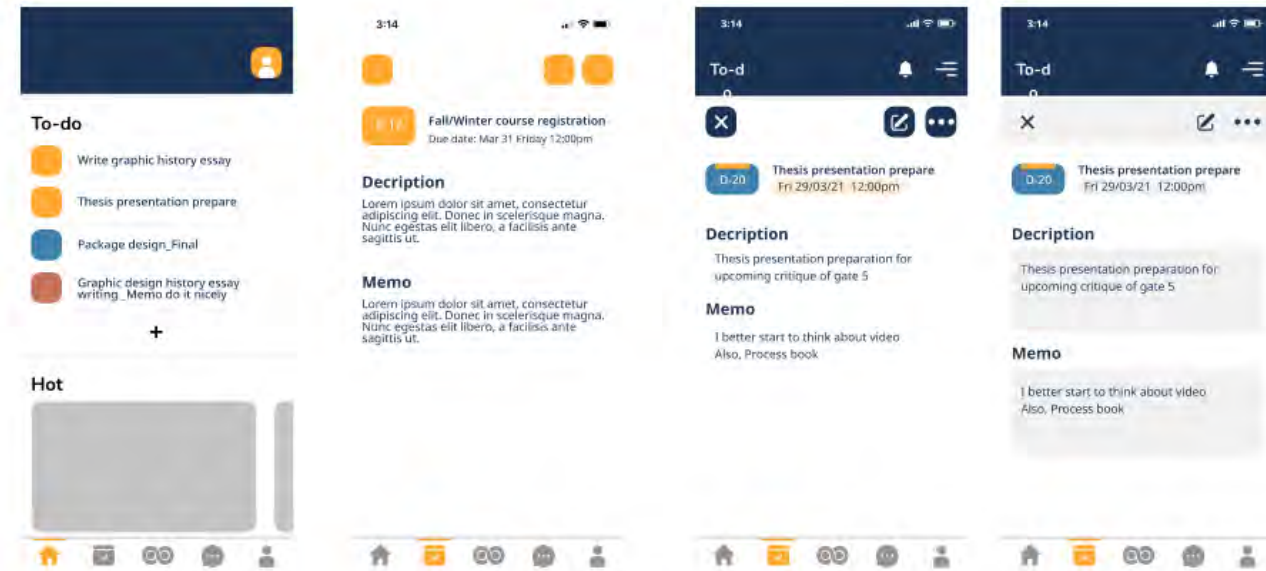 To-do
Write graphic history essay
Thesis presentation prepare
Package design_Final
Graphic design history essay
writing _Memo do it nicely
+
Hot
3:14
Fall/Winter course registration
Due date: Mar 31 Friday 12:00pm
Decription
Lorem ipsum dolor sit amet, consectetur
adipiscing elit. Donec in scelerisque magna.
Nunc egestas elit libero, a facilisis ante
sagittis ut.
Memo
Lorem ipsum dolor sit amet, consectetur
adipiscing elit. Donec in scelerisque magna.
Nunc egestas elit libero, a facilisis ante
sagittis ut.
3:14
To-d
o
D-20
Thesis presentation prepare
Fri 29/03/21 12:00pm
Decription
Thesis presentation preparation for
upcoming critique of gate 5
Memo
I better start to think about video
Also, Process book
3:14
To-d
o
D-20
Thesis presentation prepare
Fri 29/03/21 12:00pm
Decription
Thesis presentation preparation for
upcoming critique of gate 5
Memo
I better start to think about video
Also, Process book